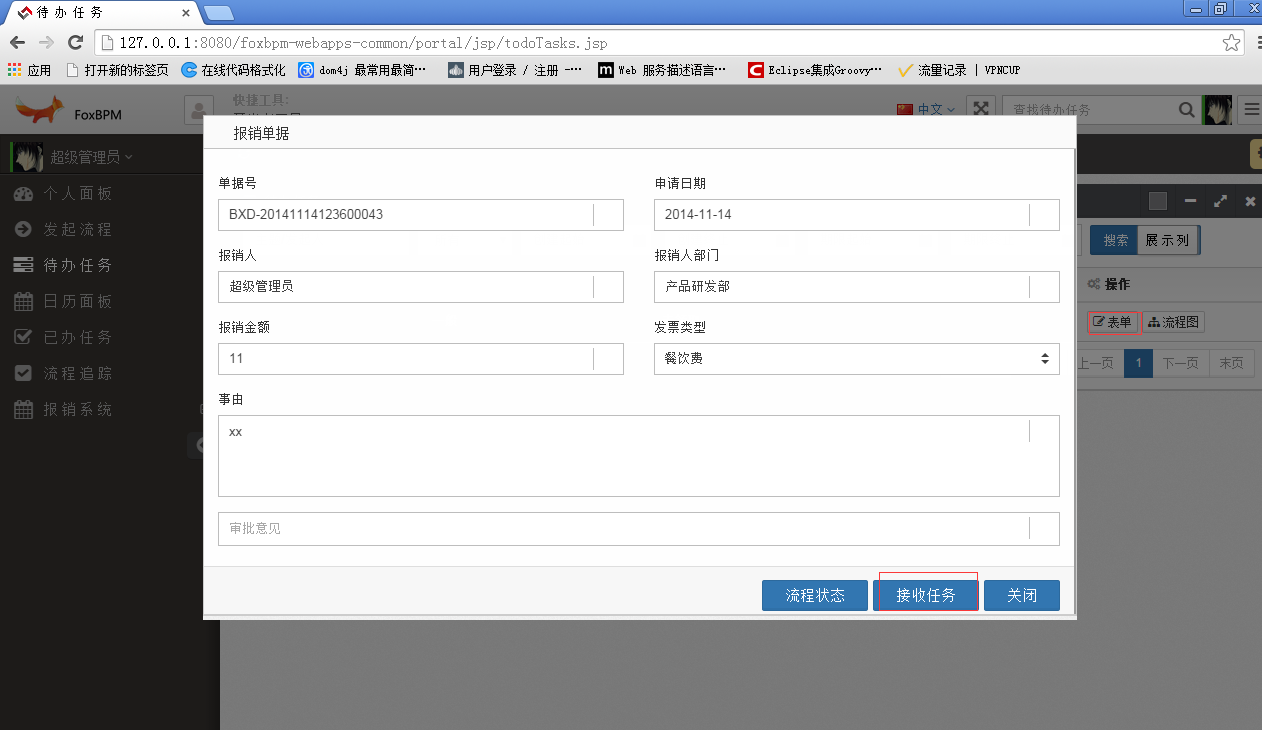 待办任务
127.0.0.1:8080/foxbpm-webapps-common/portal/jsp/todoTasks.jsp
应用 打开新的标签页 在线代码格式化 dom4j 最常用最简… 用户登录 / 注册 -… Web 服务描述语言… Eclipse集成Groovy… 流量记录 | VPNCUP
FoxBPM
快捷工具:
中文
查找待办任务
超级管理员
个人面板
发起流程
待办任务
日历面板
已办任务
流程追踪
报销系统
报销单据
单据号
BXD-20141114123600043
申请日期
2014-11-14
报销人
超级管理员
报销人部门
产品研发部
报销金额
11
发票类型
餐饮费
事由
xx
审批意见
流程状态 接收任务 关闭
搜索 展示列
操作
表单 流程图
上一页 1 下一页 末页